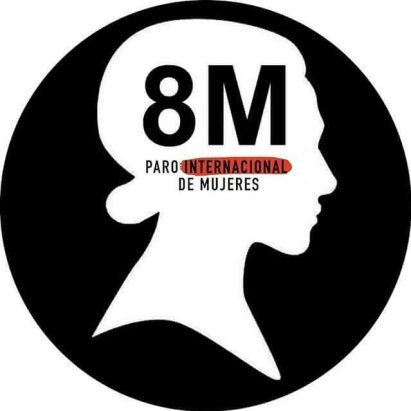 8M
PARO INTERNACIONAL
DE MUJERES